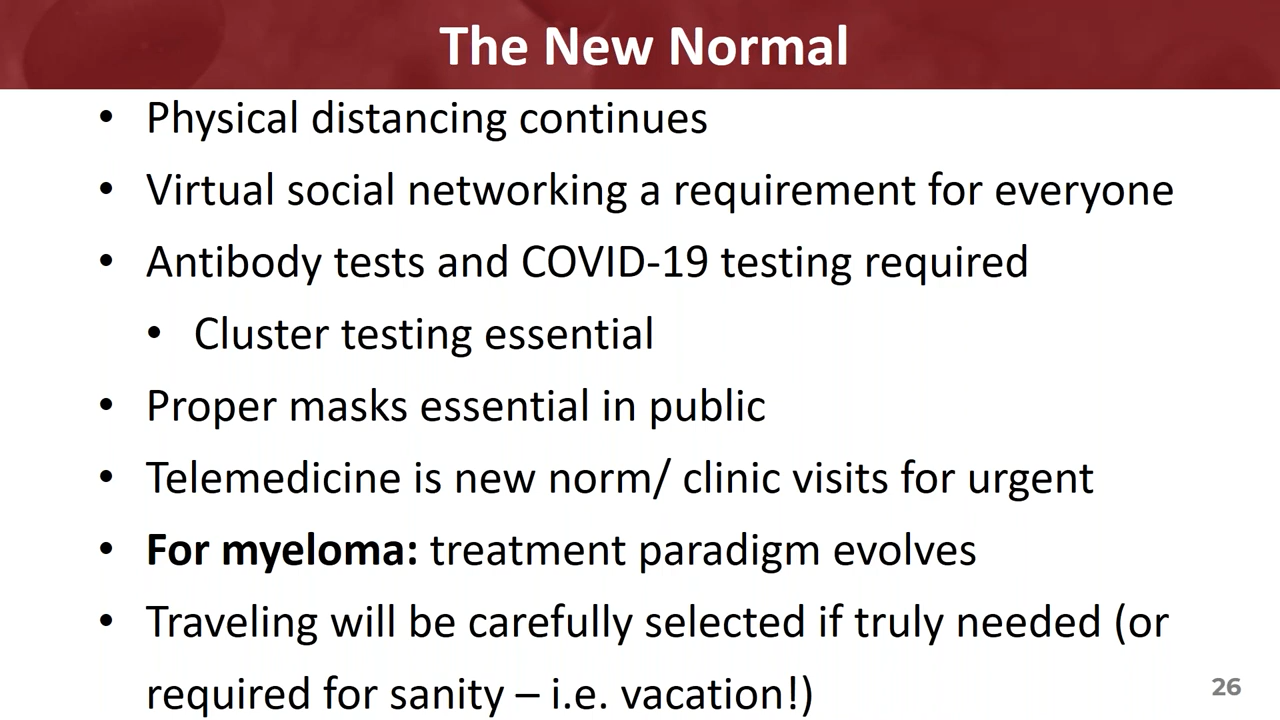 The New Normal
• Physical distancing continues
• Virtual social networking a requirement for everyone
• Antibody tests and COVID-19 testing required
• Cluster testing essential
• Proper masks essential in public
• Telemedicine is new norm/ clinic visits for urgent
• For myeloma: treatment paradigm evolves
• Traveling will be carefully selected if truly needed (or
required for sanity – i.e. vacation!)
26